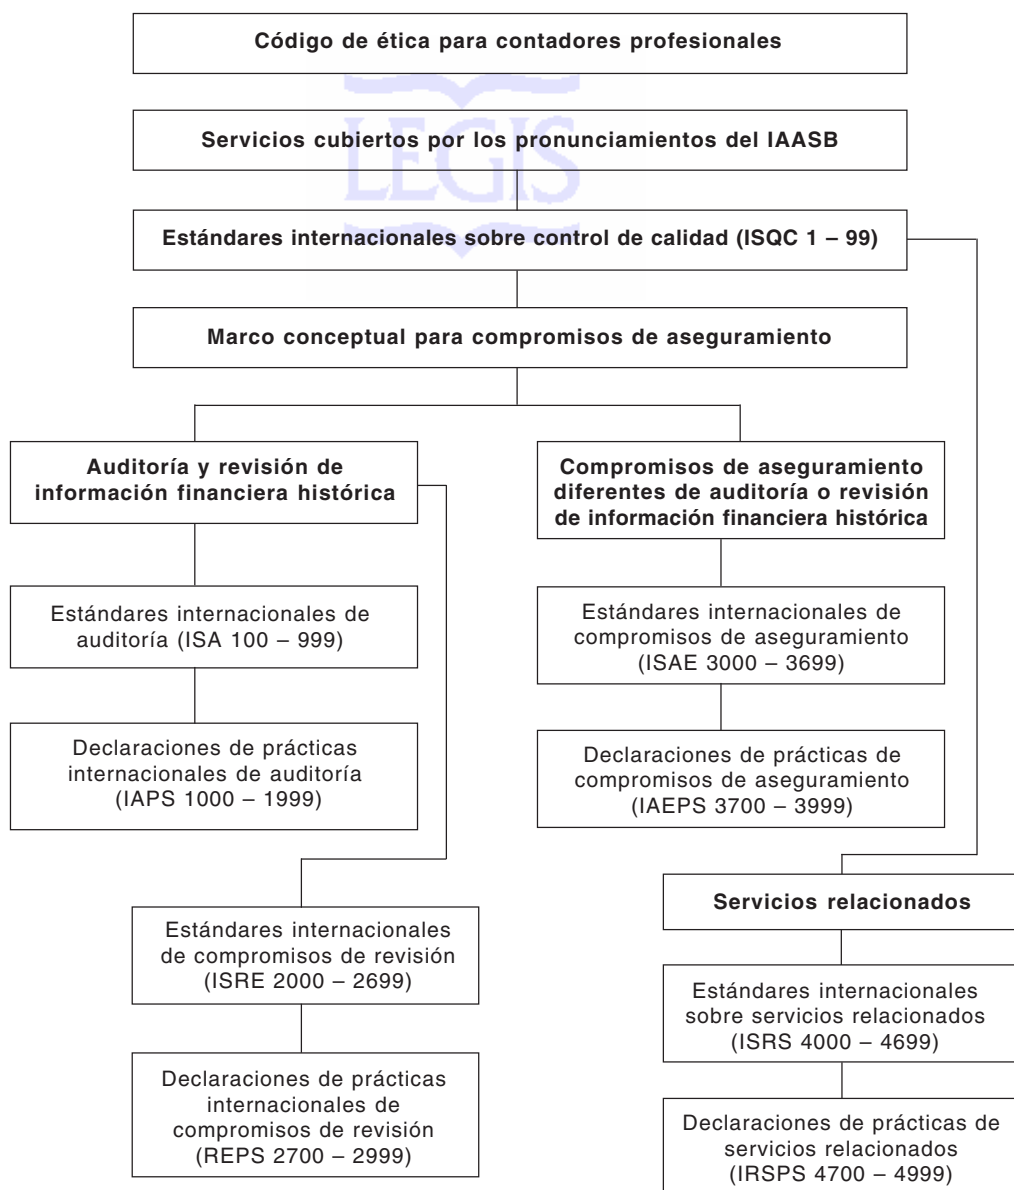 Código de ética para contadores profesionales
LEGIS
Servicios cubiertos por los pronunciamientos del IAASB
Estándares internacionales sobre control de calidad (ISQC 1 – 99)
Marco conceptual para compromisos de aseguramiento
Auditoría y revisión de
información financiera histórica
Compromisos de aseguramiento
diferentes de auditoría o revisión
de información financiera histórica
Estándares internacionales de
auditoría (ISA 100 – 999)
Estándares internacionales de
compromisos de aseguramiento
(ISAE 3000 – 3699)
Declaraciones de prácticas
internacionales de auditoría
(IAPS 1000 – 1999)
Declaraciones de prácticas de
compromisos de aseguramiento
(IAEPS 3700 – 3999)
Servicios relacionados
Estándares internacionales
de compromisos de revisión
(ISRE 2000 – 2699)
Estándares internacionales
sobre servicios relacionados
(ISRS 4000 – 4699)
Declaraciones de prácticas
internacionales de
compromisos de revisión
(REPS 2700 – 2999)
Declaraciones de prácticas de
servicios relacionados
(IRSPS 4700 – 4999)